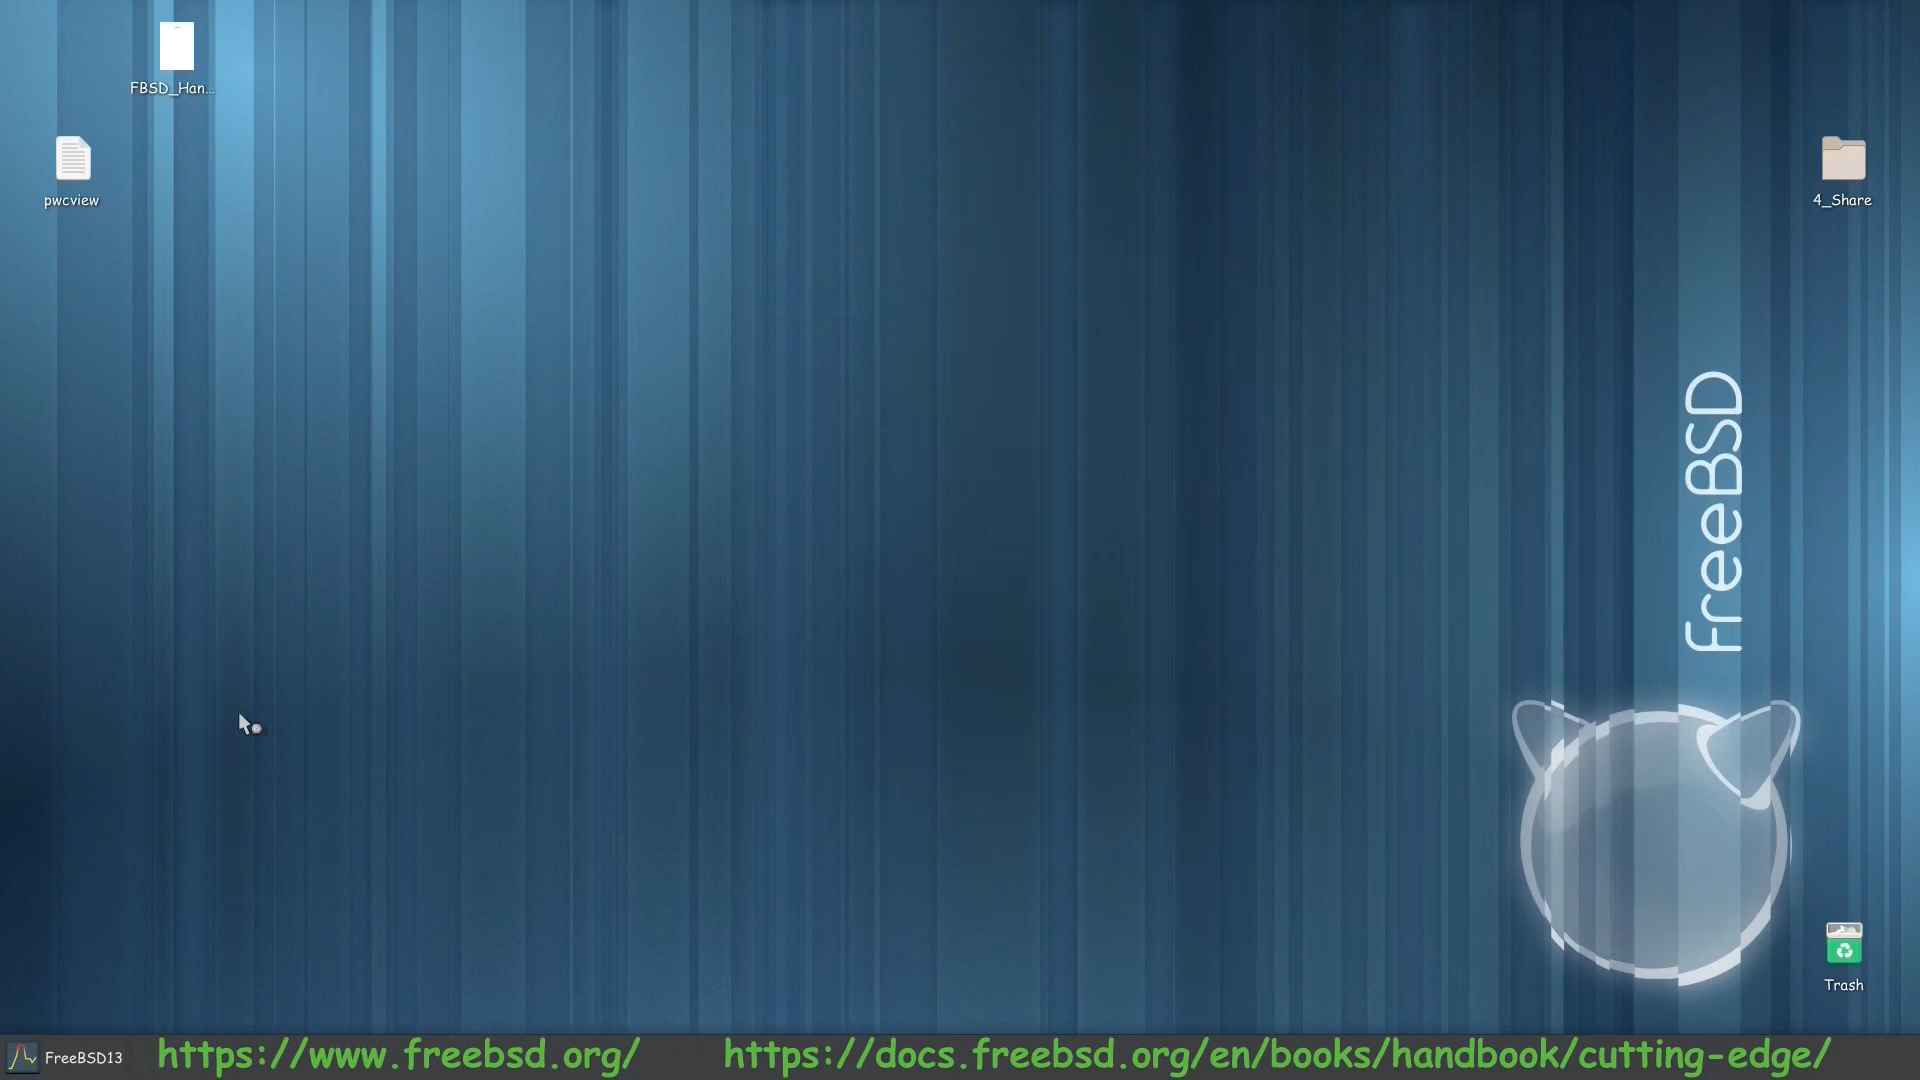 FBSD_Han...
pwcview
4_Share
freeBSD
Trash
FreeBSD13
https://www.freebsd.org/
https://docs.freebsd.org/en/books/handbook/cutting-edge/